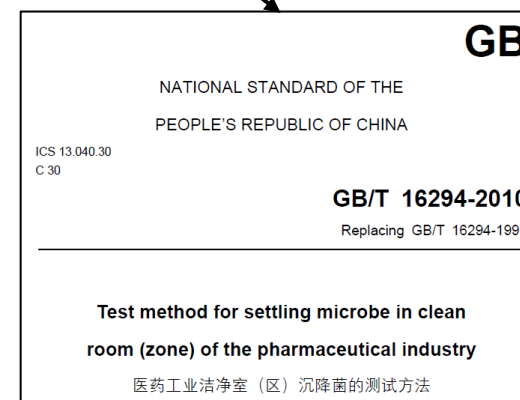 GB
NATIONAL STANDARD OF THE
PEOPLE'S REPUBLIC OF CHINA
ICS 13.040.30
C 30
GB/T 16294-2010
Replacing GB/T 16294-199
Test method for settling microbe in clean
room (zone) of the pharmaceutical industry
医药工业洁净室（区）沉降菌的测试方法